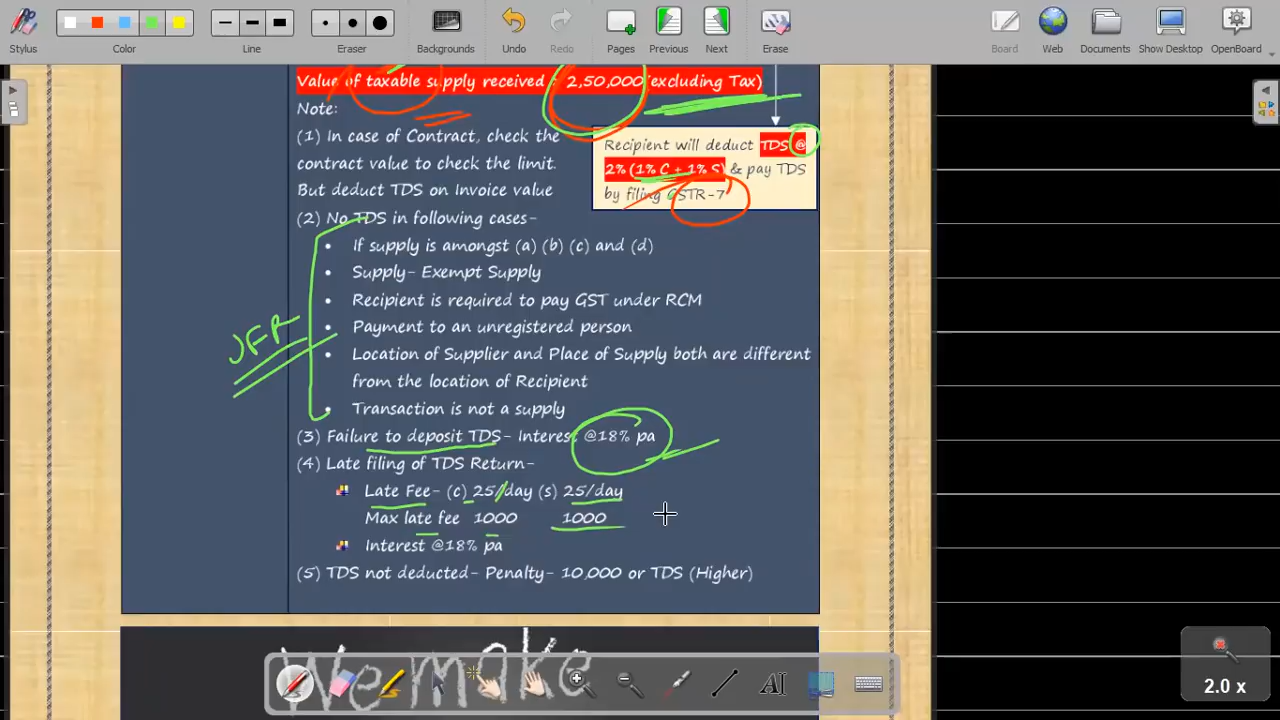 Stylus Color Line Eraser Backgrounds Undo Redo Pages Previous Next Erase Board Web Documents Show Desktop OpenBoard
Value of taxable supply received 2,50,000 (excluding Tax)
Note:
(1) In case of Contract, check the
contract value to check the limit.
But deduct TDS on Invoice value
Recipient will deduct TDS @
2% (1% C + 1% S) & pay TDS
by filing GSTR-7
(2) No TDS in following cases-
• If supply is amongst (a) (b) (c) and (d)
• Supply- Exempt Supply
• Recipient is required to pay GST under RCM
• Payment to an unregistered person
• Location of Supplier and Place of Supply both are different
from the location of Recipient
• Transaction is not a supply
(3) Failure to deposit TDS- Interest @18% pa
(4) Late filing of TDS Return-
Late Fee- (c) 25/day (s) 25/day
Max late fee 1000 1000
Interest @18% pa
(5) TDS not deducted- Penalty- 10,000 or TDS (Higher)
We make
2.0 x